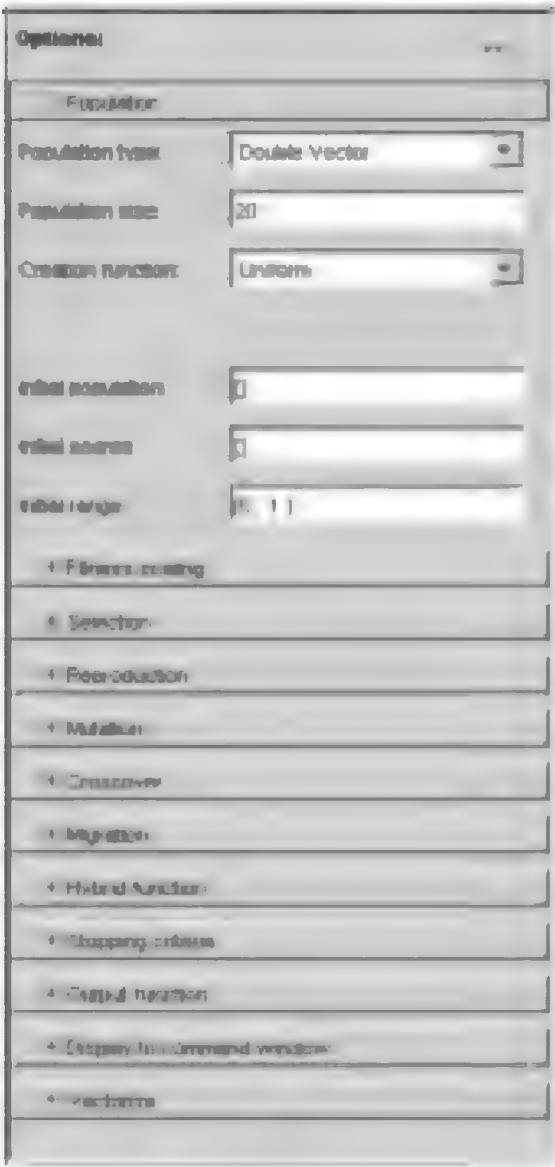 Options:
Population
Population type: Double Vector
Population size: 20
Creation function: Uniform
Initial population: []
Initial scores: []
Initial range:
+ Fitness scaling
+ Selection
+ Reproduction
+ Mutation
+ Crossover
+ Migration
+ Hybrid function
+ Stopping criteria
+ Output function
+ Display to command window
+ Vectorize